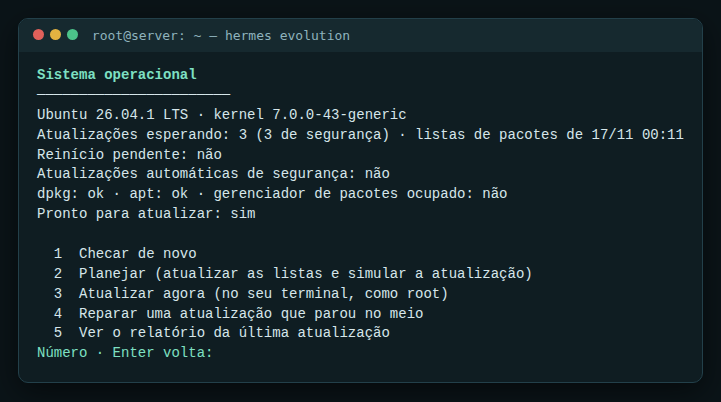 root@server: ~ — hermes evolution
Sistema operacional
───────────────────────
Ubuntu 26.04.1 LTS · kernel 7.0.0-43-generic
Atualizações esperando: 3 (3 de segurança) · listas de pacotes de 17/11 00:11
Reinício pendente: não
Atualizações automáticas de segurança: não
dpkg: ok · apt: ok · gerenciador de pacotes ocupado: não
Pronto para atualizar: sim
1  Checar de novo
2  Planejar (atualizar as listas e simular a atualização)
3  Atualizar agora (no seu terminal, como root)
4  Reparar uma atualização que parou no meio
5  Ver o relatório da última atualização
Número · Enter volta: